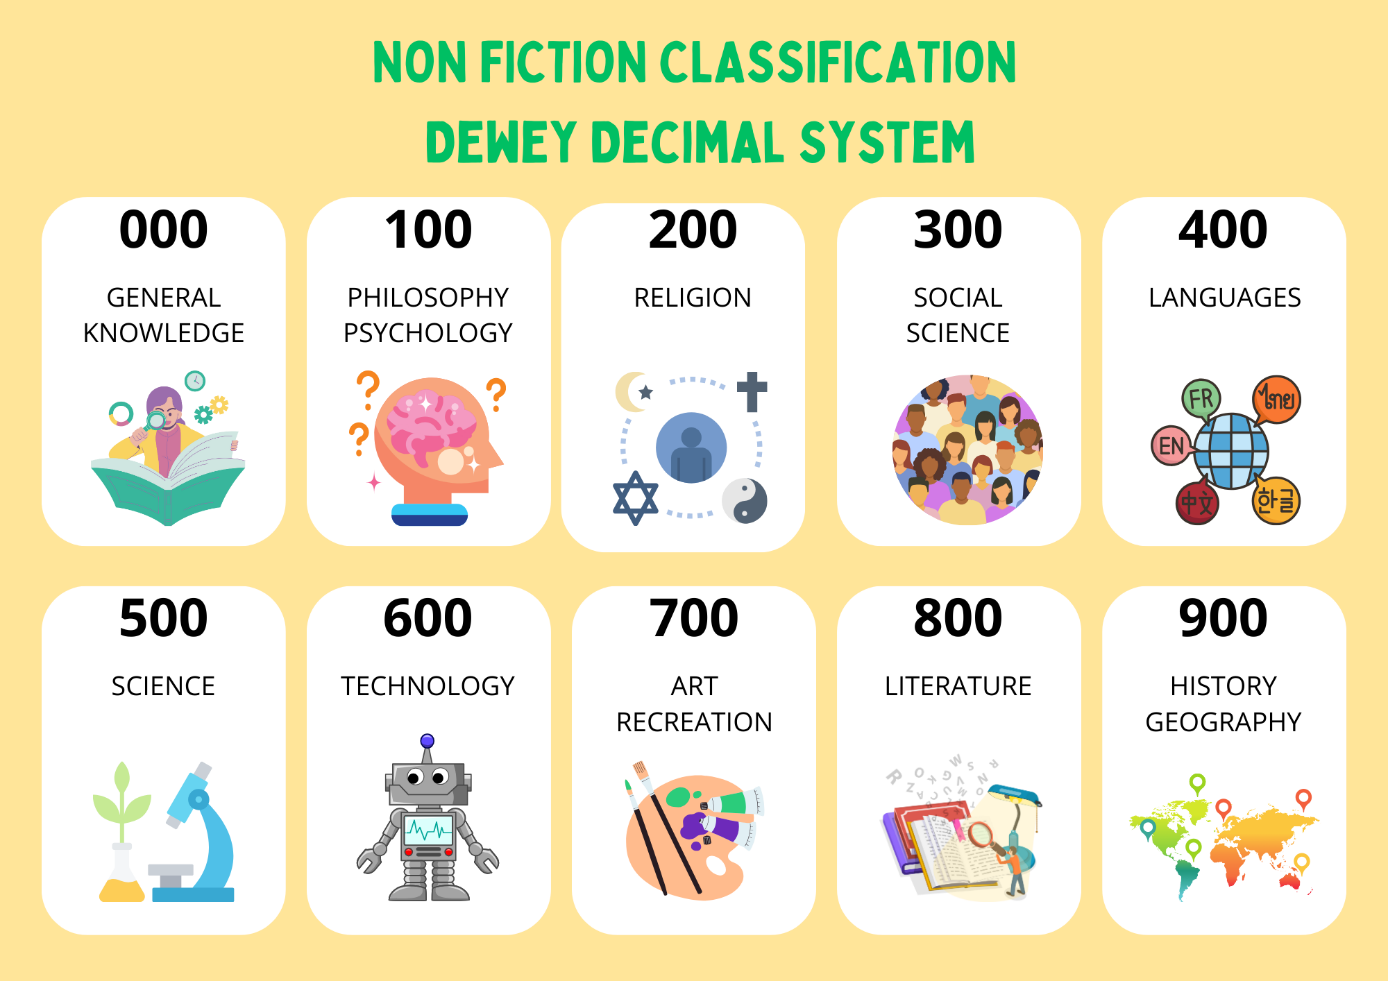 NON FICTION CLASSIFICATION
DEWEY DECIMAL SYSTEM
000
GENERAL
KNOWLEDGE
100
PHILOSOPHY
PSYCHOLOGY
200
RELIGION
300
SOCIAL
SCIENCE
400
LANGUAGES
FR
ไทย
EN
中文
한글
500
SCIENCE
600
TECHNOLOGY
700
ART
RECREATION
800
LITERATURE
900
HISTORY
GEOGRAPHY